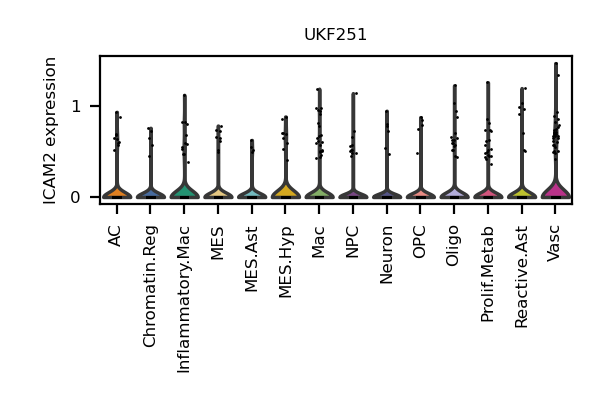 UKF251
ICAM2 expression
1
0
AC
Chromatin.Reg
Inflammatory.Mac
MES
MES.Ast
MES.Hyp
Mac
NPC
Neuron
OPC
Oligo
Prolif.Metab
Reactive.Ast
Vasc